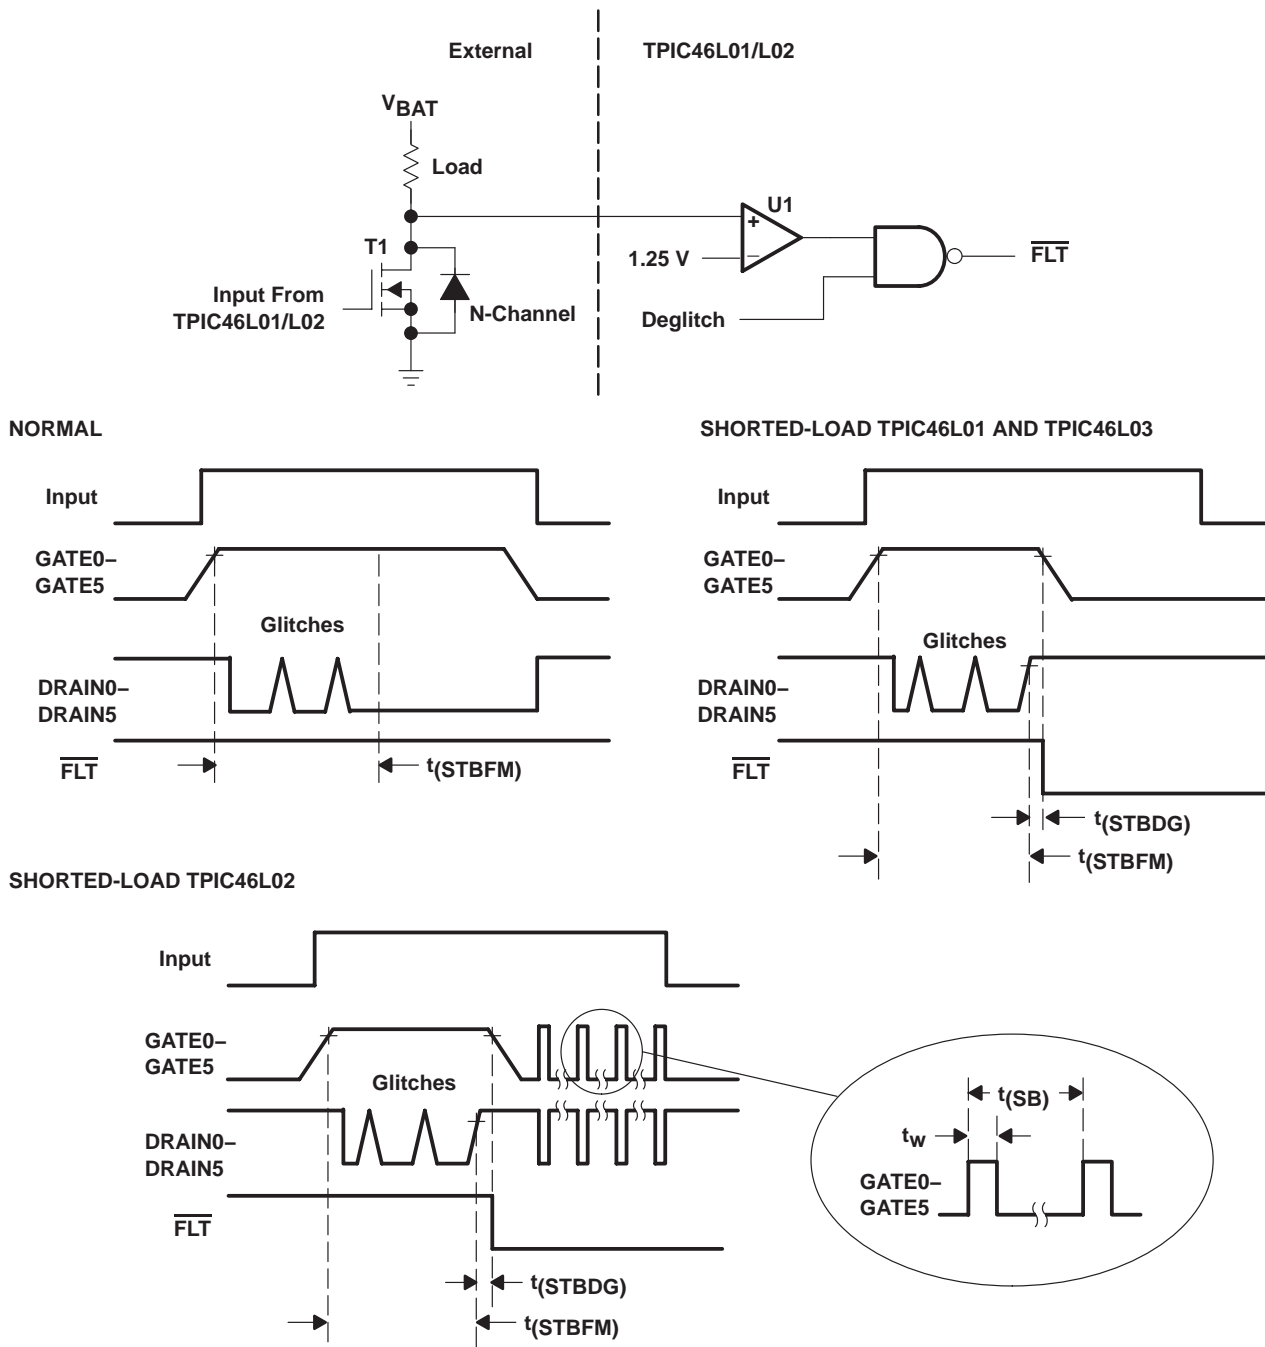 External
TPIC46L01/L02
VBAT
Load
U1
+
−
T1
1.25 V
FLT
Input From
TPIC46L01/L02
N-Channel
Deglitch
NORMAL
Input
GATE0–
GATE5
Glitches
DRAIN0–
DRAIN5
FLT
t(STBFM)
SHORTED-LOAD TPIC46L01 AND TPIC46L03
Input
GATE0–
GATE5
Glitches
DRAIN0–
DRAIN5
FLT
t(STBDG)
t(STBFM)
SHORTED-LOAD TPIC46L02
Input
GATE0–
GATE5
Glitches
DRAIN0–
DRAIN5
FLT
t(STBDG)
t(STBFM)
t(SB)
tw
GATE0–
GATE5